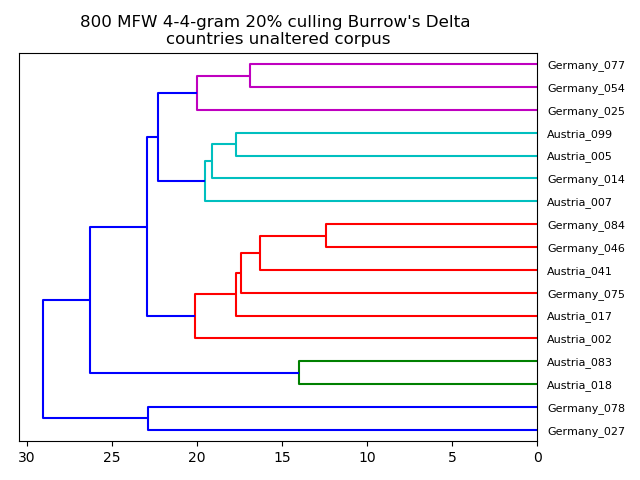 800 MFW 4-4-gram 20% culling Burrow's Delta
countries unaltered corpus
Germany_077
Germany_054
Germany_025
Austria_099
Austria_005
Germany_014
Austria_007
Germany_084
Germany_046
Austria_041
Germany_075
Austria_017
Austria_002
Austria_083
Austria_018
Germany_078
Germany_027
30 25 20 15 10 5 0